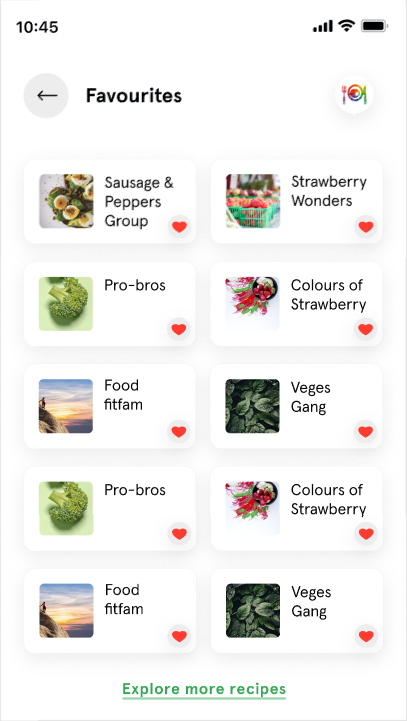 10:45
Favourites
Sausage &
Peppers
Group
Strawberry
Wonders
Pro-bros
Colours of
Strawberry
Food
fitfam
Veges
Gang
Pro-bros
Colours of
Strawberry
Food
fitfam
Veges
Gang
Explore more recipes